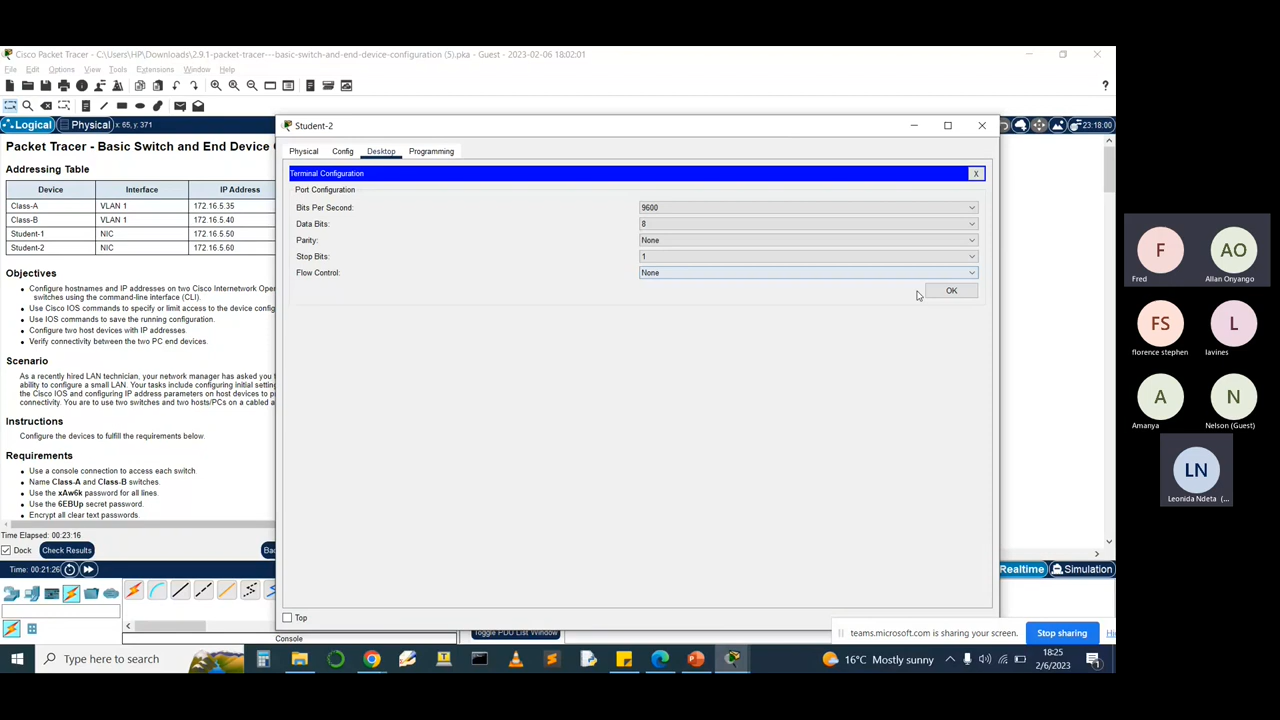 Cisco Packet Tracer - C:\Users\HP\Downloads\2.9.1-packet-tracer---basic-switch-and-end-device-configuration (5).pka - Guest - 2023-02-06 18:02:01
File Edit Options View Tools Extensions Window Help
?
Logical Physical x: 65, y: 371
23:18:00
Student-2
Physical Config Desktop Programming
Terminal Configuration X
Port Configuration
Bits Per Second: 9600
Data Bits: 8
Parity: None
Stop Bits: 1
Flow Control: None
OK
Top
Packet Tracer - Basic Switch and End Device
Addressing Table
Device Interface IP Address
Class-A VLAN 1 172.16.5.35
Class-B VLAN 1 172.16.5.40
Student-1 NIC 172.16.5.50
Student-2 NIC 172.16.5.60
Objectives
Configure hostnames and IP addresses on two Cisco Internetwork Oper
switches using the command-line interface (CLI).
Use Cisco IOS commands to specify or limit access to the device config
Use IOS commands to save the running configuration.
Configure two host devices with IP addresses.
Verify connectivity between the two PC end devices.
Scenario
As a recently hired LAN technician, your network manager has asked you
ability to configure a small LAN. Your tasks include configuring initial setting
the Cisco IOS and configuring IP address parameters on host devices to p
connectivity. You are to use two switches and two hosts/PCs on a cabled a
Instructions
Configure the devices to fulfill the requirements below.
Requirements
Use a console connection to access each switch
Name Class-A and Class-B switches.
Use the xAw6k password for all lines.
Use the 6EBUp secret password.
Encrypt all clear text passwords.
Time Elapsed: 00:23:16
Dock Check Results Bac
Time: 00:21:26
Realtime Simulation
Console
Toggle PDU List Window
teams.microsoft.com is sharing your screen. Stop sharing Hi
Type here to search
16°C Mostly sunny
18:25
2/6/2023
1
F
Fred
AO
Allan Onyango
FS
florence stephen
L
lavines
A
Amanya
N
Nelson (Guest)
LN
Leonida Ndeta (...